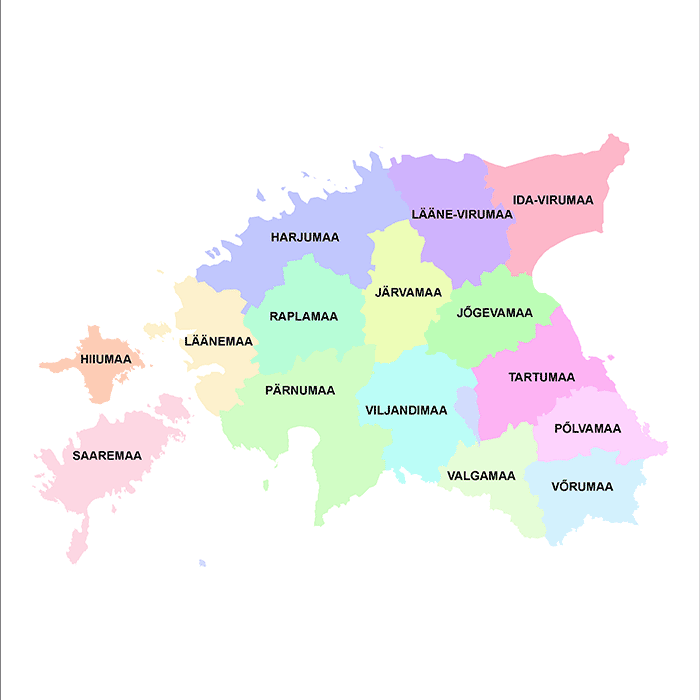 IDA-VIRUMAA
LÄÄNE-VIRUMAA
HARJUMAA
JÄRVAMAA
JÕGEVAMAA
RAPLAMAA
LÄÄNEMAA
HIIUMAA
TARTUMAA
PÄRNUMAA
VILJANDIMAA
PÕLVAMAA
SAAREMAA
VALGAMAA
VÕRUMAA